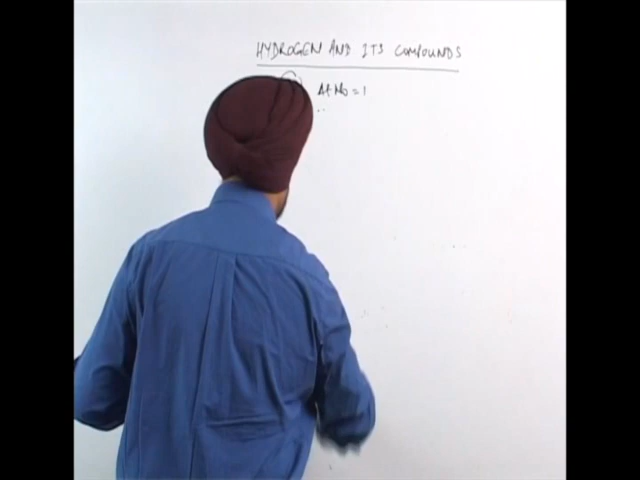 HYDROGEN AND ITS COMPOUNDS
At No = 1